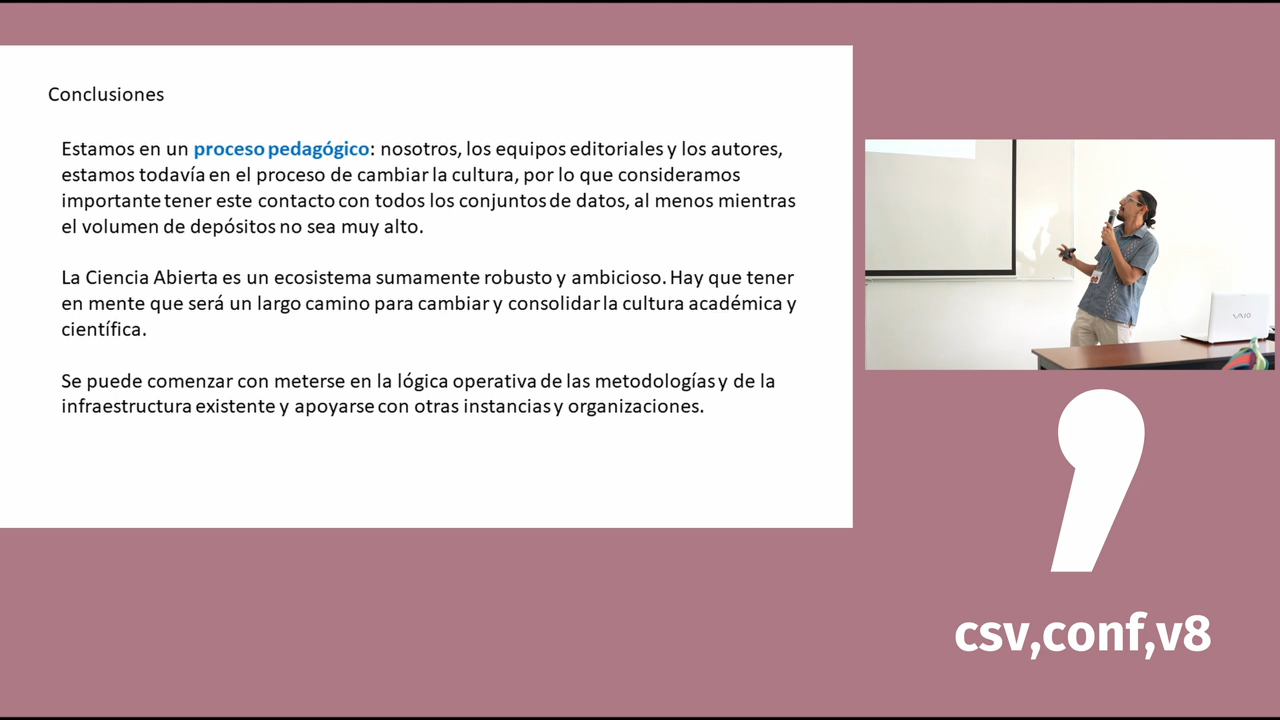 Conclusiones
Estamos en un proceso pedagógico: nosotros, los equipos editoriales y los autores,
estamos todavía en el proceso de cambiar la cultura, por lo que consideramos
importante tener este contacto con todos los conjuntos de datos, al menos mientras
el volumen de depósitos no sea muy alto.
La Ciencia Abierta es un ecosistema sumamente robusto y ambicioso. Hay que tener
en mente que será un largo camino para cambiar y consolidar la cultura académica y
científica.
Se puede comenzar con meterse en la lógica operativa de las metodologías y de la
infraestructura existente y apoyarse con otras instancias y organizaciones.
VAIO
csv,conf,v8